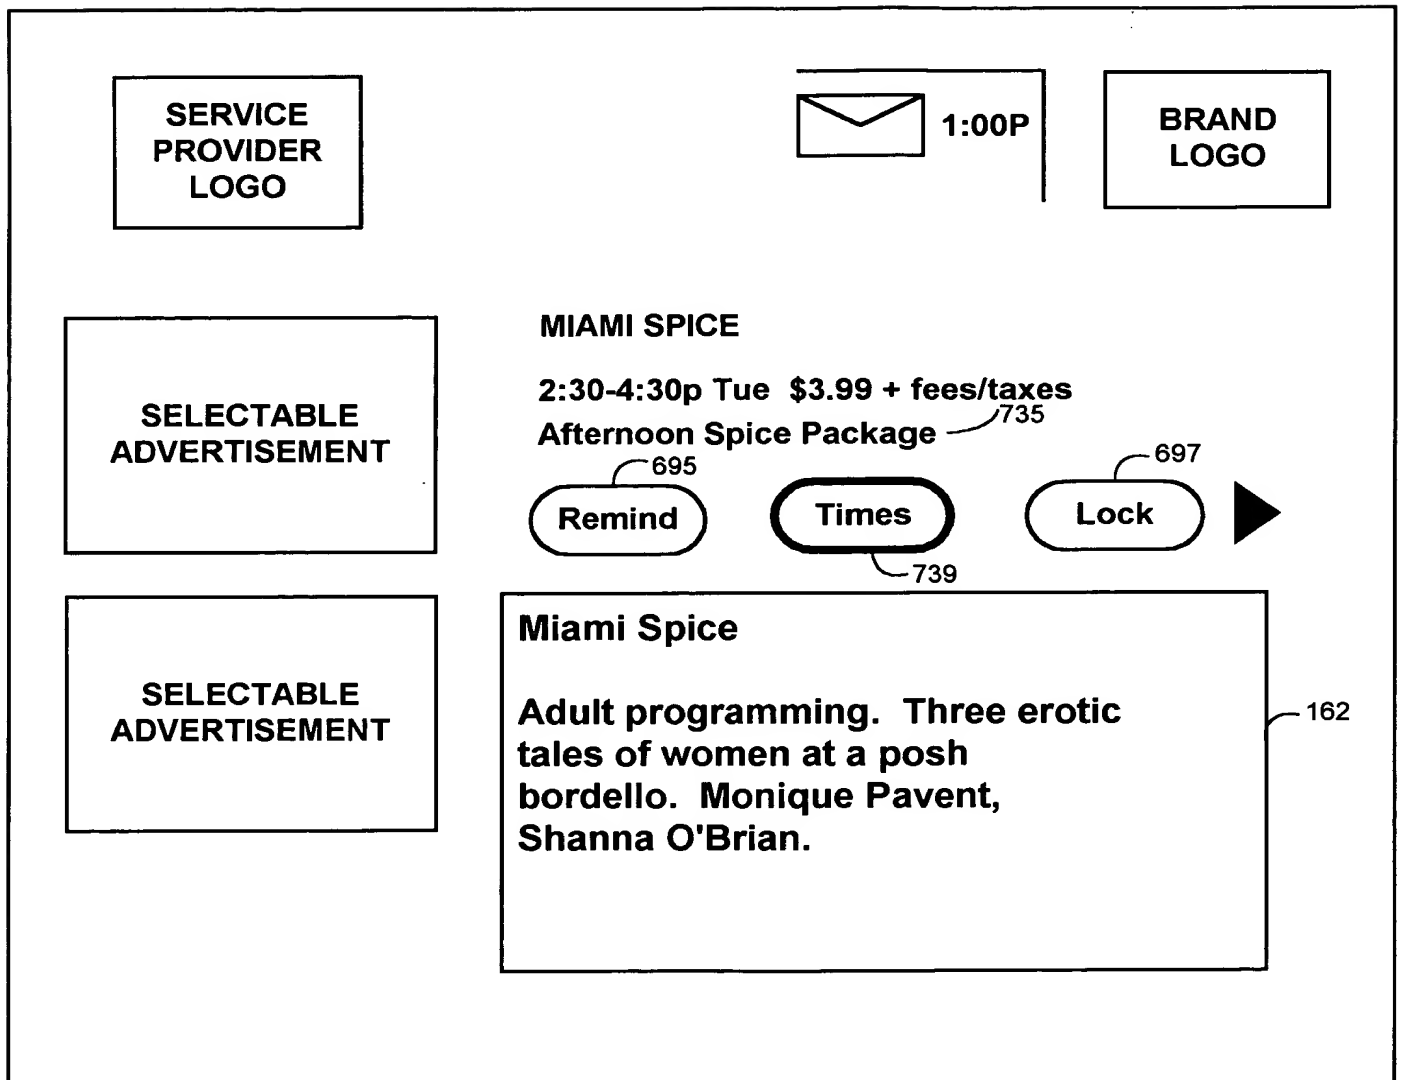 SERVICE
PROVIDER
LOGO
1:00P
BRAND
LOGO
SELECTABLE
ADVERTISEMENT
MIAMI SPICE
2:30-4:30p Tue $3.99 + fees/taxes
Afternoon Spice Package
735
695
697
Remind
Times
Lock
739
SELECTABLE
ADVERTISEMENT
Miami Spice
Adult programming. Three erotic
tales of women at a posh
bordello. Monique Pavent,
Shanna O'Brian.
162